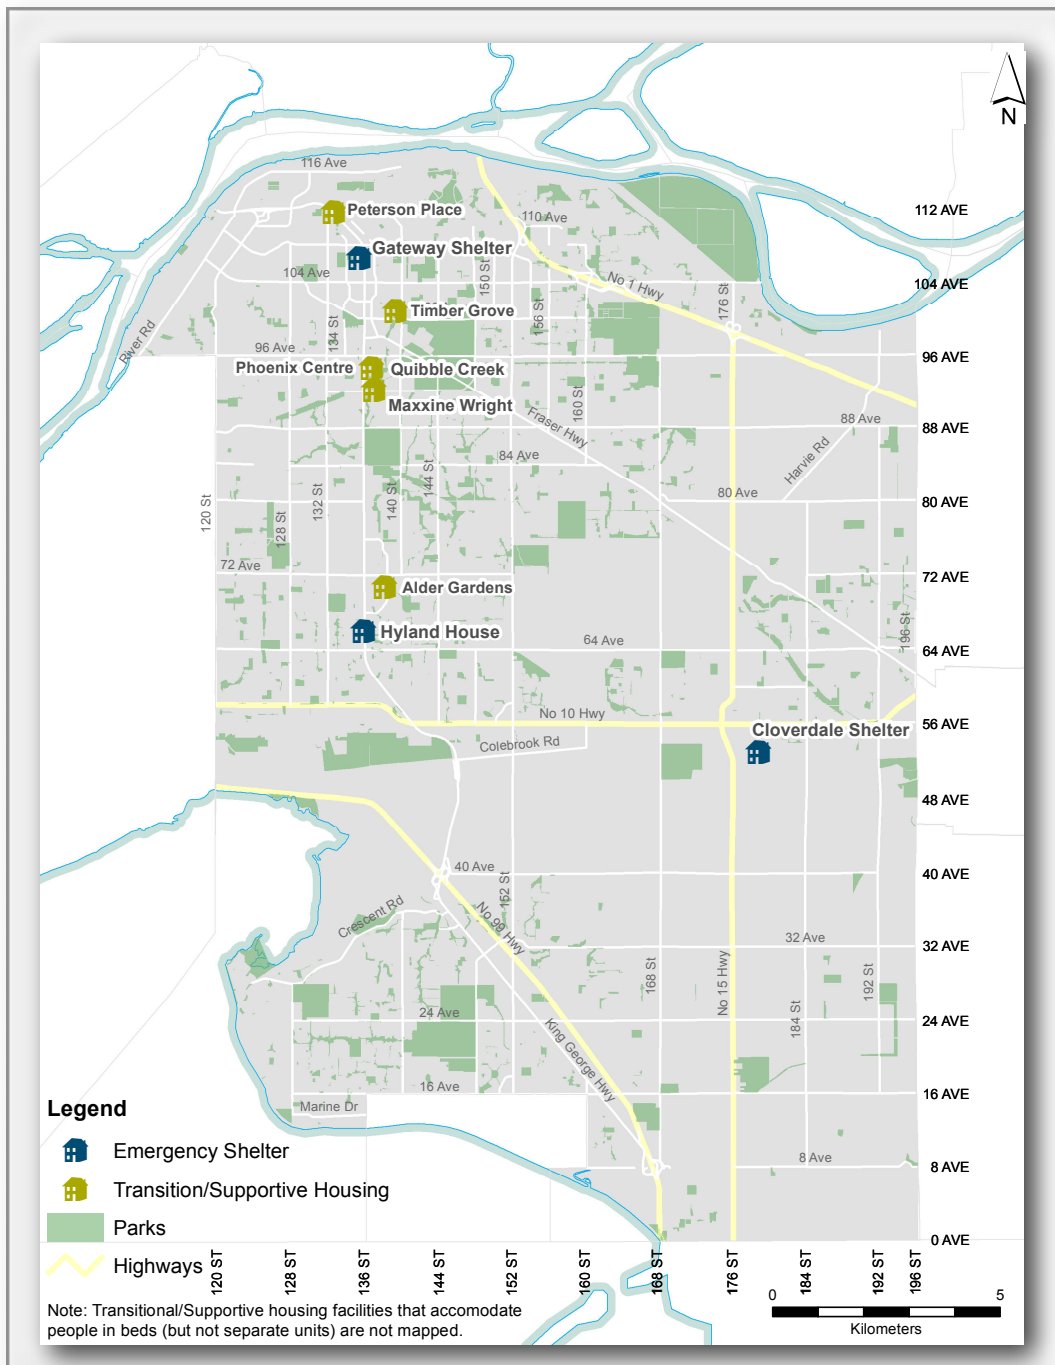 N
116 Ave
112 AVE
Peterson Place
110 Ave
Gateway Shelter
104 Ave
150 St
No 1 Hwy
104 AVE
176 St
Timber Grove
156 St
River Rd
134 St
96 Ave
96 AVE
Phoenix Centre
Quibble Creek
Maxxine Wright
160 St
Fraser Hwy
88 Ave
88 AVE
Harvie Rd
84 Ave
144 St
80 Ave
80 AVE
120 St
128 St
132 St
140 St
72 Ave
72 AVE
Alder Gardens
196 St
Hyland House
64 Ave
64 AVE
No 10 Hwy
56 AVE
Cloverdale Shelter
Colebrook Rd
48 AVE
40 Ave
40 AVE
152 St
Crescent Rd
No 99 Hwy
32 Ave
32 AVE
168 St
No 15 Hwy
192 St
184 St
24 Ave
24 AVE
King George Hwy
16 Ave
16 AVE
Marine Dr
8 Ave
8 AVE
0 AVE
Legend
Emergency Shelter
Transition/Supportive Housing
Parks
Highways
120 ST
128 ST
136 ST
144 ST
152 ST
160 ST
168 ST
176 ST
184 ST
192 ST
196 ST
Note: Transitional/Supportive housing facilities that accomodate
people in beds (but not separate units) are not mapped.
0 5
Kilometers